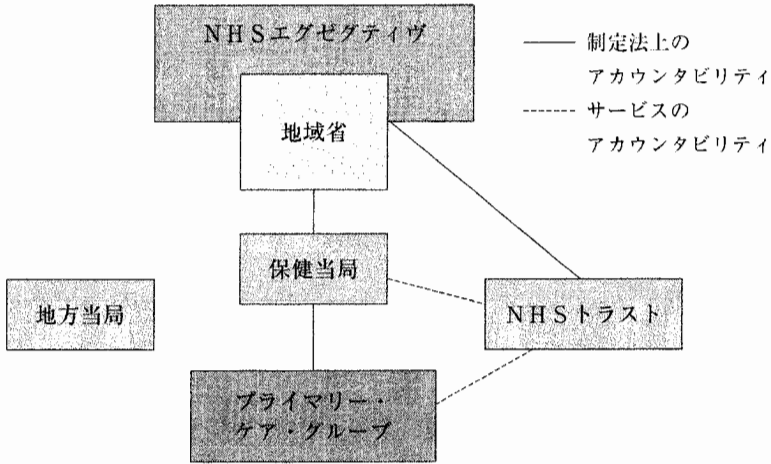 NHSエグゼグティヴ
地域省
制定法上の
アカウンタビリティ
サービスの
アカウンタビリティ
保健当局
地方当局
NHSトラスト
プライマリー・
ケア・グループ